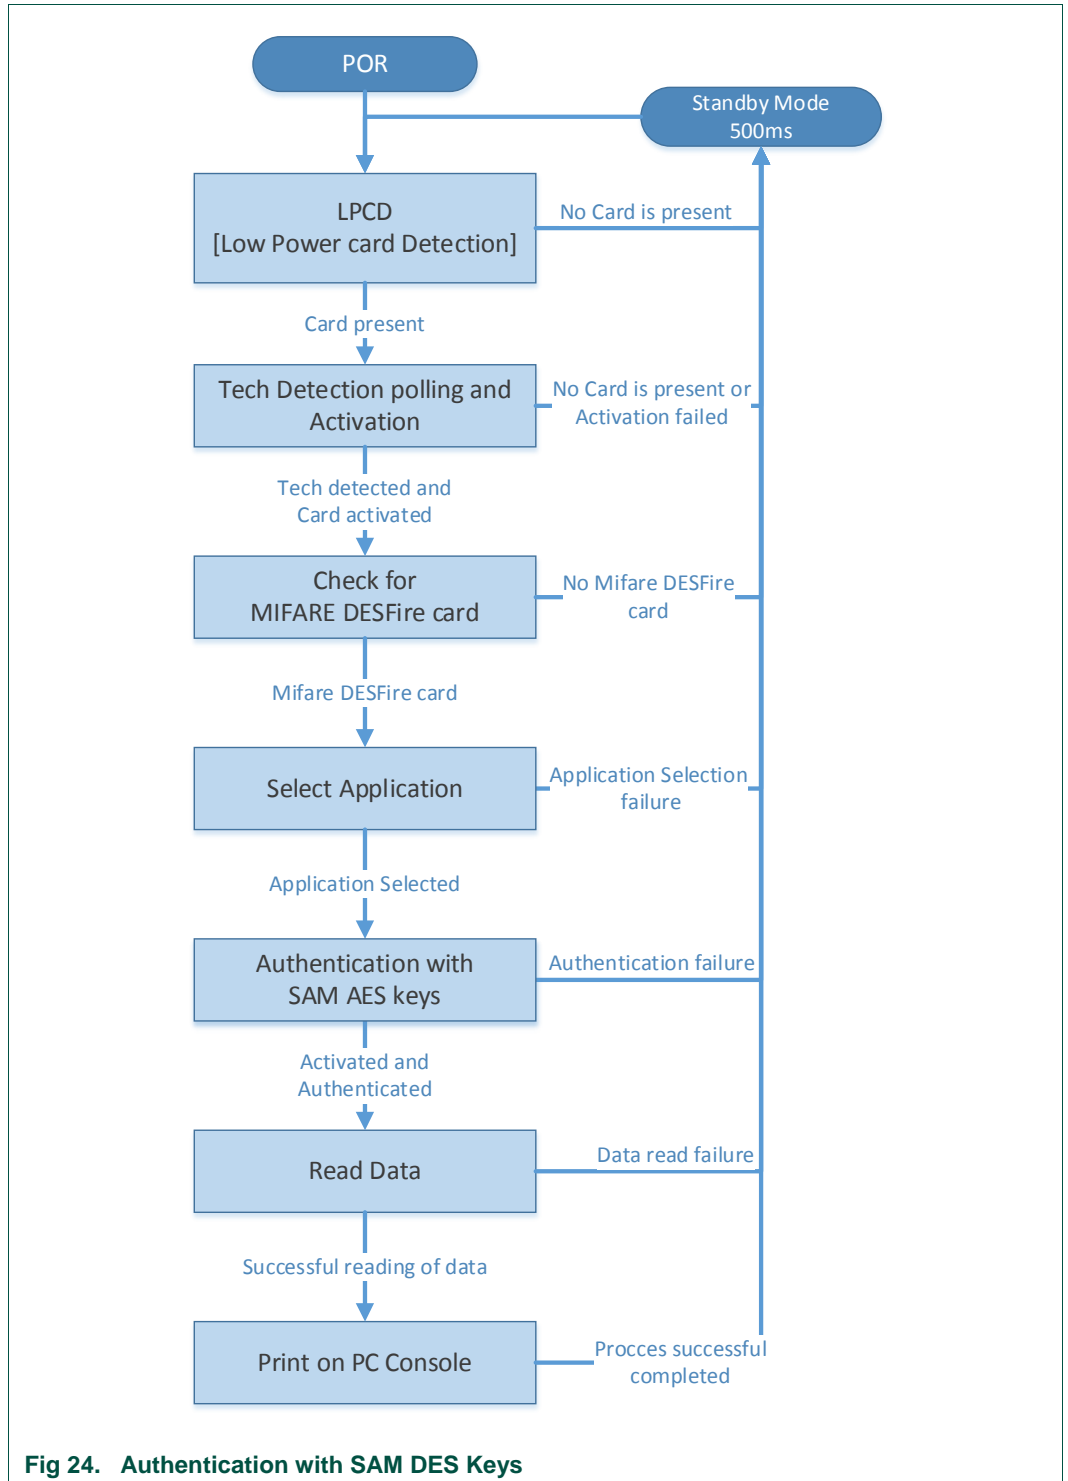 POR
Standby Mode
500ms
LPCD
[Low Power card Detection]
No Card is present
Card present
Tech Detection polling and
Activation
No Card is present or
Activation failed
Tech detected and
Card activated
Check for
MIFARE DESFire card
No Mifare DESFire
card
Mifare DESFire card
Select Application
Application Selection
failure
Application Selected
Authentication with
SAM AES keys
Authentication failure
Activated and
Authenticated
Read Data
Data read failure
Successful reading of data
Print on PC Console
Procces successful
completed
Fig 24. Authentication with SAM DES Keys